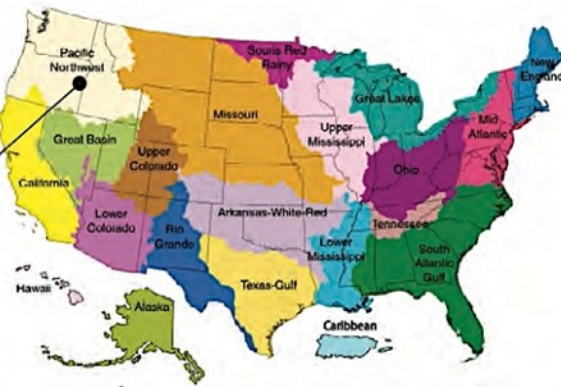 Pacific
Northwest
Souris Red
Rainy
New
England
Great Lakes
Missouri
Upper
Mississippi
Mid
Atlantic
Great Basin
Upper
Colorado
Ohio
California
Lower
Colorado
Rio
Grande
Arkansas-White-Red
Tennessee
Lower
Mississippi
South
Atlantic
Gulf
Texas-Gulf
Hawaii
Alaska
Caribbean